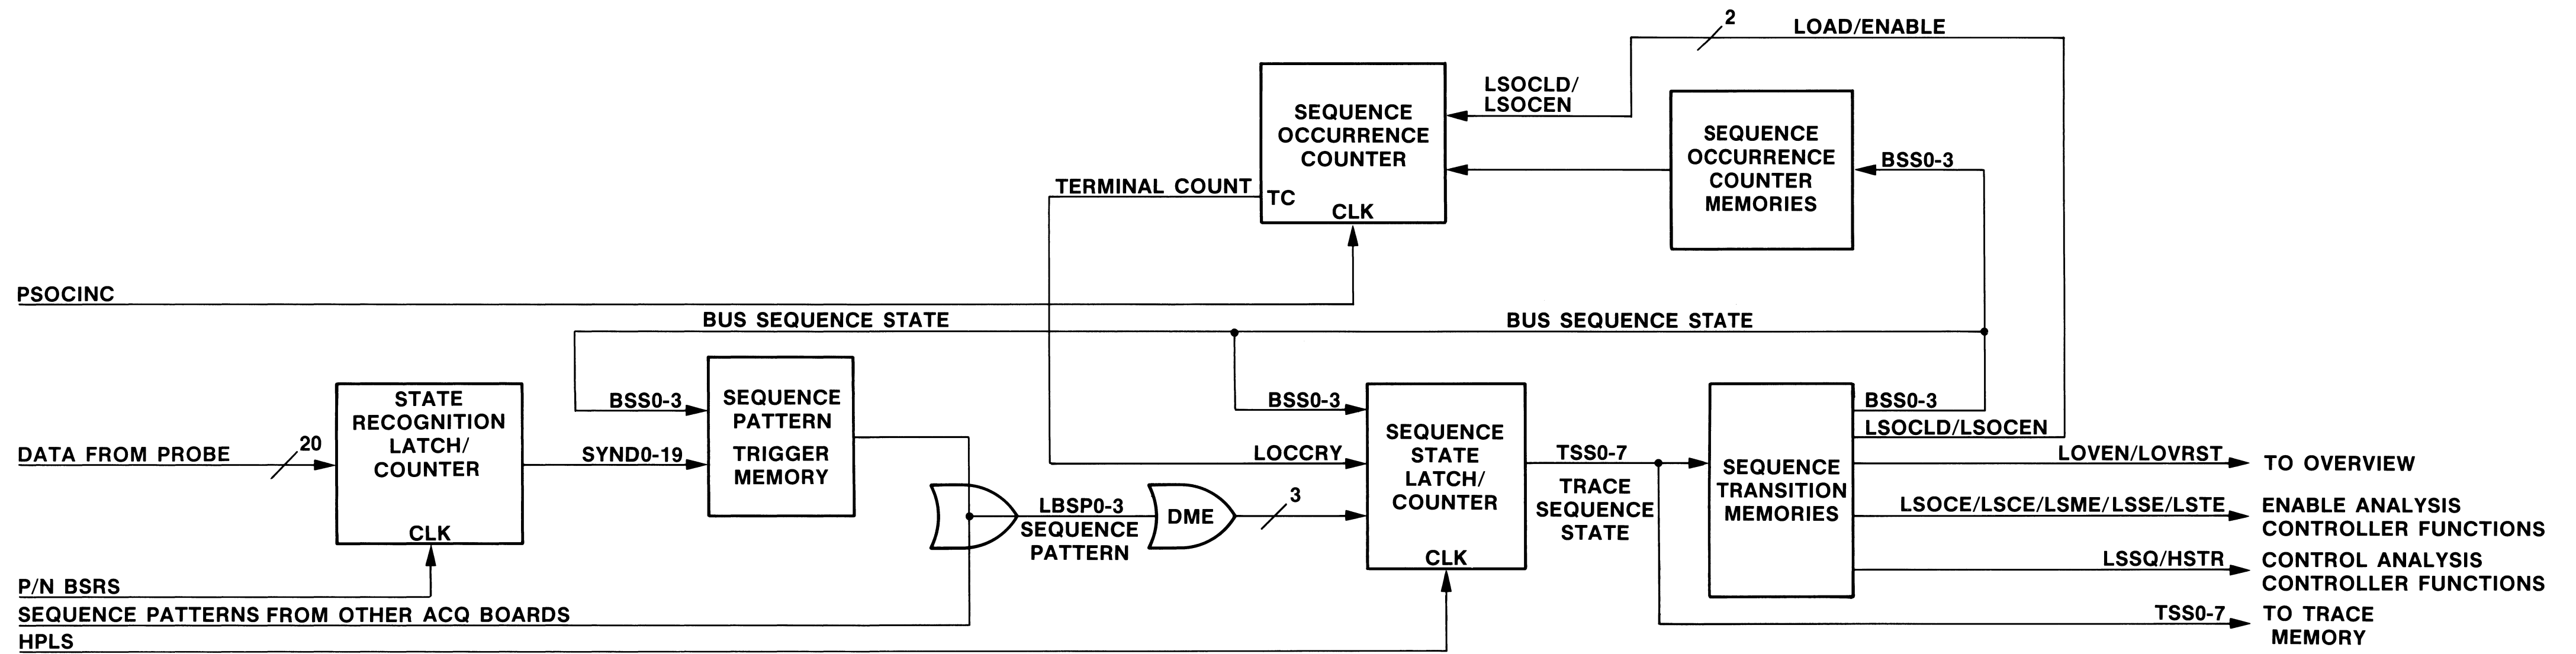 2
LOAD/ENABLE
LSOCLD/
LSOCEN
SEQUENCE
OCCURRENCE
COUNTER
TC
CLK
SEQUENCE
OCCURRENCE
COUNTER
MEMORIES
BSS0-3
TERMINAL COUNT
PSOCINC
BUS SEQUENCE STATE
BUS SEQUENCE STATE
STATE
RECOGNITION
LATCH/
COUNTER
CLK
DATA FROM PROBE
20
BSS0-3
SYND0-19
SEQUENCE
PATTERN
TRIGGER
MEMORY
LBSP0-3
SEQUENCE
PATTERN
DME
3
BSS0-3
LOCCRY
SEQUENCE
STATE
LATCH/
COUNTER
CLK
TSS0-7
TRACE
SEQUENCE
STATE
SEQUENCE
TRANSITION
MEMORIES
BSS0-3
LSOCLD/LSOCEN
LOVEN/LOVRST
TO OVERVIEW
LSOCE/LSCE/LSME/LSSE/LSTE
ENABLE ANALYSIS
CONTROLLER FUNCTIONS
LSSQ/HSTR
CONTROL ANALYSIS
CONTROLLER FUNCTIONS
TSS0-7
TO TRACE
MEMORY
P/N BSRS
SEQUENCE PATTERNS FROM OTHER ACQ BOARDS
HPLS